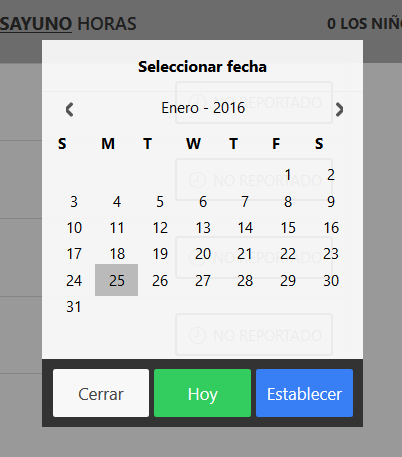 SAYUNO HORAS
0 LOS NIÑ
Seleccionar fecha
NO REPORTADO
Enero - 2016
S M T W T F S
1 2
NO REPORTADO
3 4 5 6 7 8 9
10 11 12 13 14 15 16
17 18 19 20 21 22 23
NO REPORTADO
24 25 26 27 28 29 30
31
NO REPORTADO
Cerrar Hoy Establecer